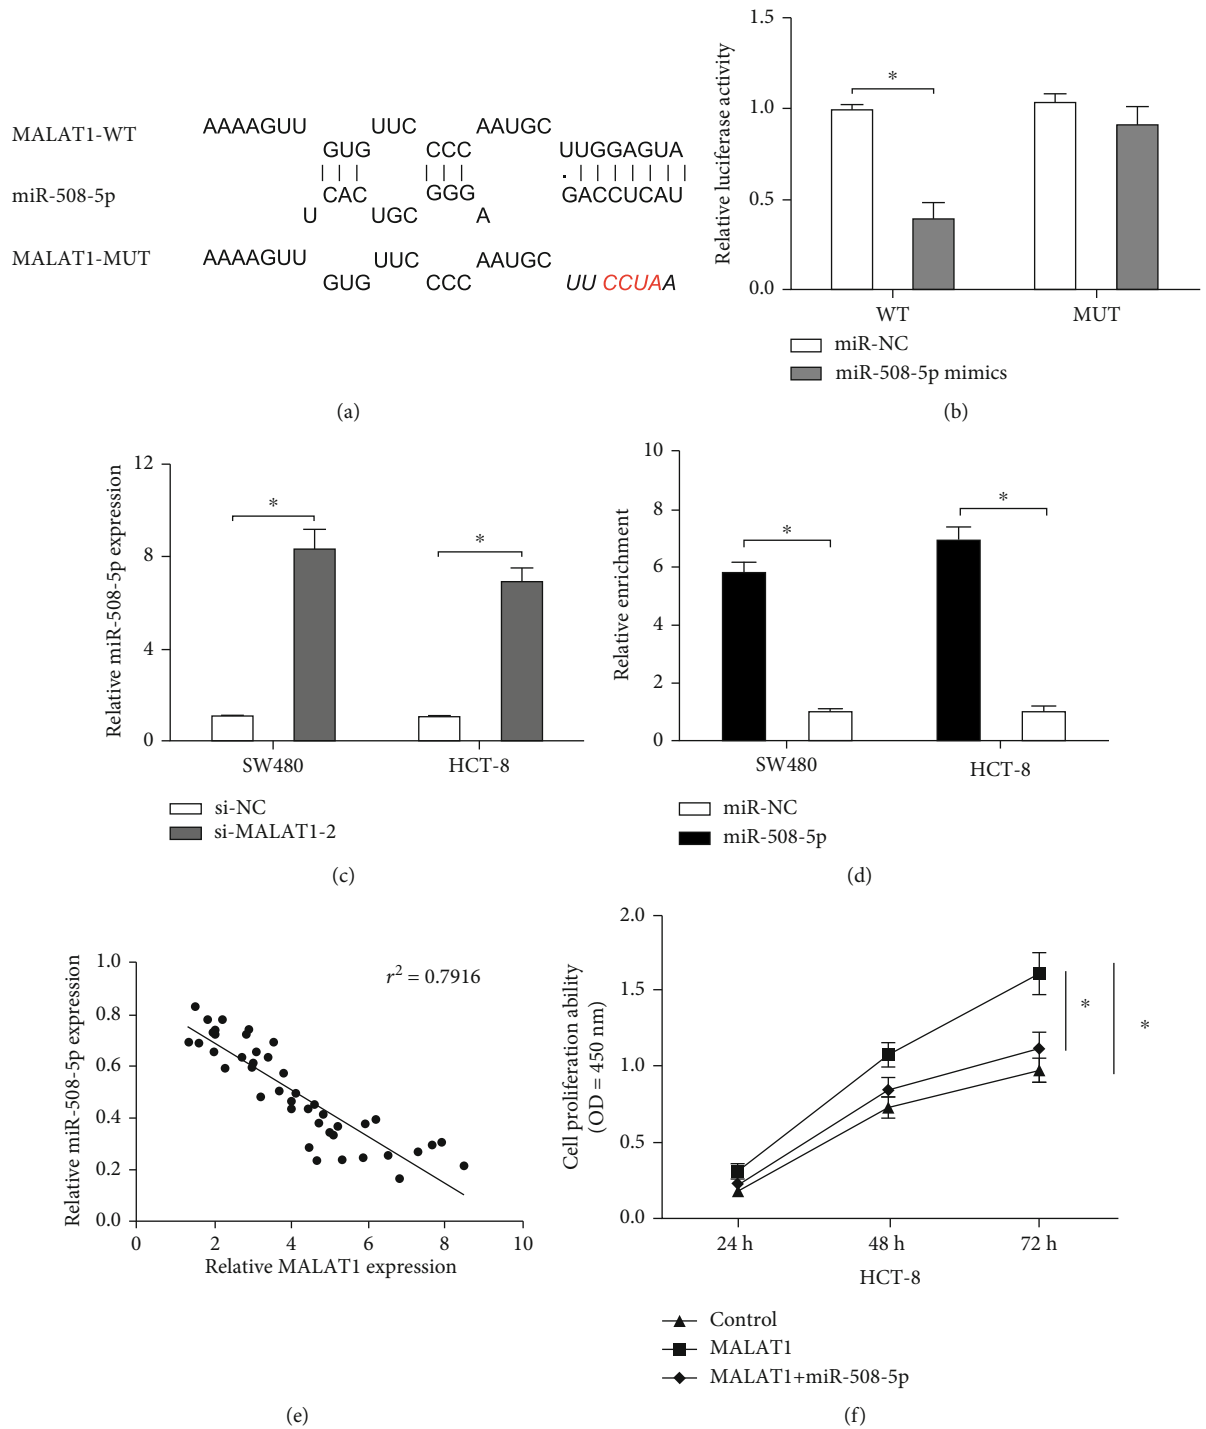 MALAT1-WT
AAAAGUU UUC AAUGC
GUG CCC UUGGAGUA
miR-508-5p
CAC GGG GACCUCAU
U UGC A
MALAT1-MUT
AAAAGUU UUC AAUGC
GUG CCC UU CCUAA
(a)
Relative luciferase activity
1.5
1.0
0.5
0.0
*
WT MUT
miR-NC
miR-508-5p mimics
(b)
Relative miR-508-5p expression
12
8
4
0
* *
SW480 HCT-8
si-NC
si-MALAT1-2
(c)
Relative enrichment
10
8
6
4
2
0
* *
SW480 HCT-8
miR-NC
miR-508-5p
(d)
Relative miR-508-5p expression
1.0
0.8
0.6
0.4
0.2
0.0
r² = 0.7916
0 2 4 6 8 10
Relative MALAT1 expression
(e)
Cell proliferation ability
(OD = 450 nm)
2.0
1.5
1.0
0.5
0.0
* *
24 h 48 h 72 h
HCT-8
Control
MALAT1
MALAT1+miR-508-5p
(f)